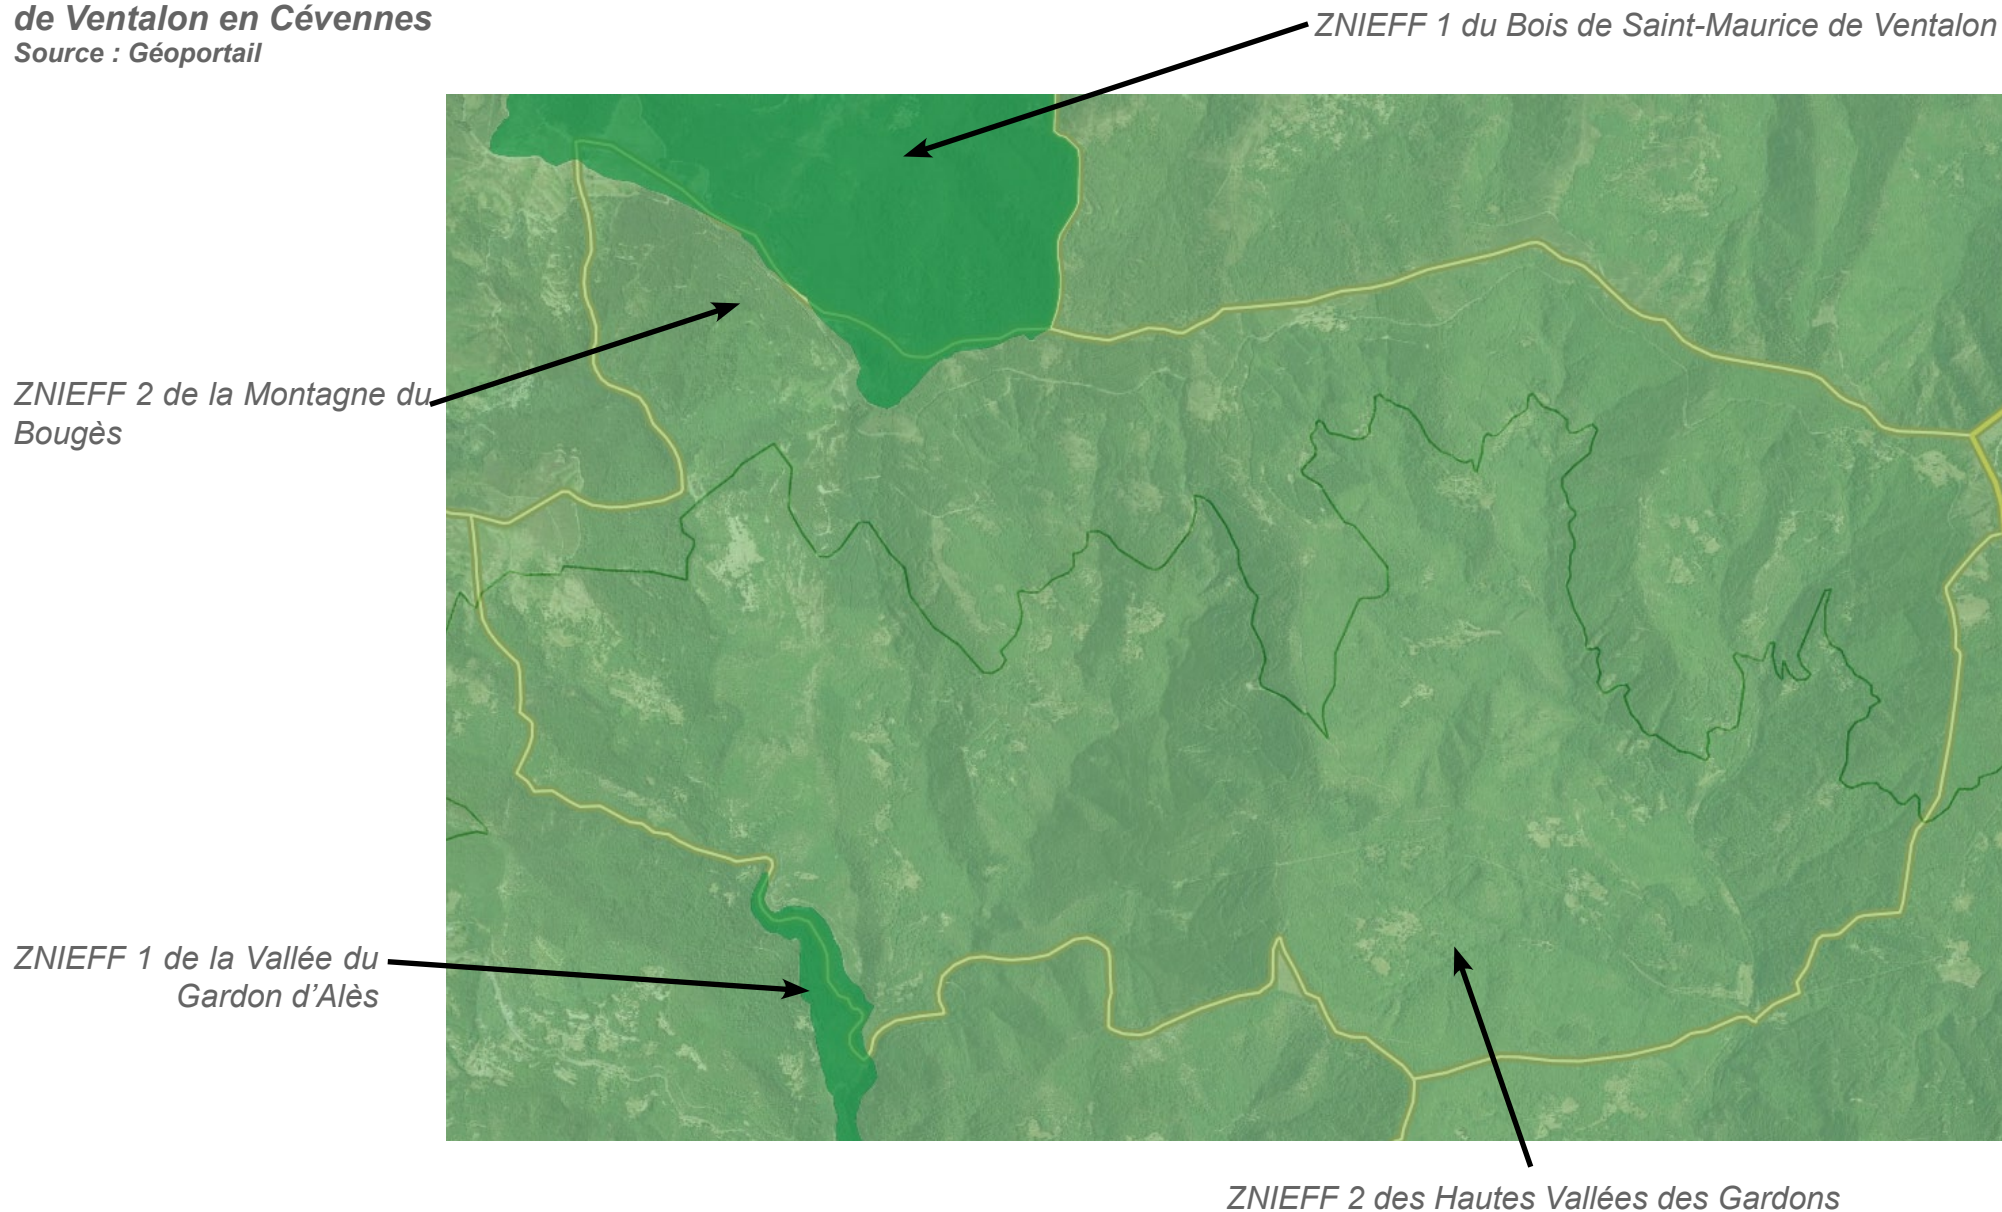 de Ventalon en Cévennes
Source : Géoportail
ZNIEFF 1 du Bois de Saint-Maurice de Ventalon
ZNIEFF 2 de la Montagne du
Bougès
ZNIEFF 1 de la Vallée du
Gardon d’Alès
ZNIEFF 2 des Hautes Vallées des Gardons